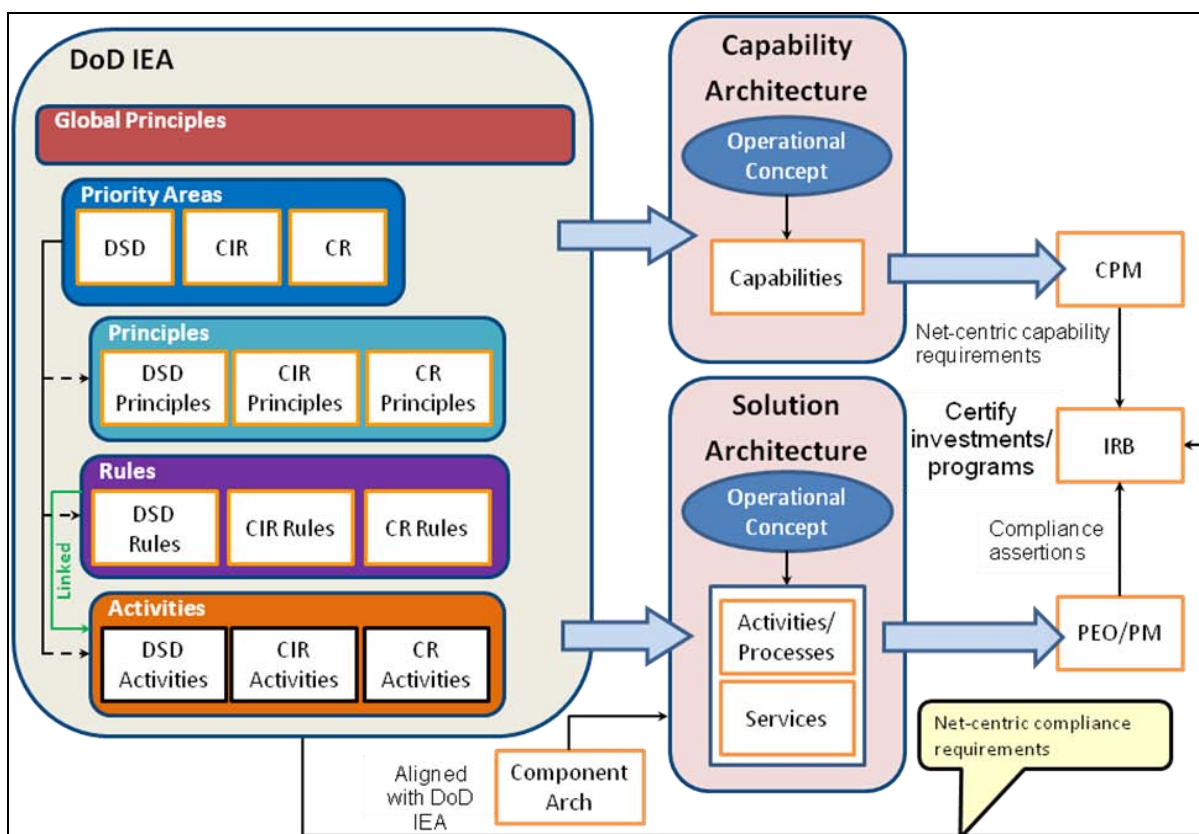 DoD IEA
Global Principles
Priority Areas
DSD
CIR
CR
Principles
DSD
Principles
CIR
Principles
CR
Principles
Rules
DSD
Rules
CIR Rules
CR Rules
Linked
Activities
DSD
Activities
CIR
Activities
CR
Activities
Capability
Architecture
Operational
Concept
Capabilities
CPM
Net-centric capability
requirements
Solution
Architecture
Operational
Concept
Activities/
Processes
Services
Certify
investments/
programs
IRB
Compliance
assertions
PEO/PM
Net-centric compliance
requirements
Aligned
with DoD
IEA
Component
Arch